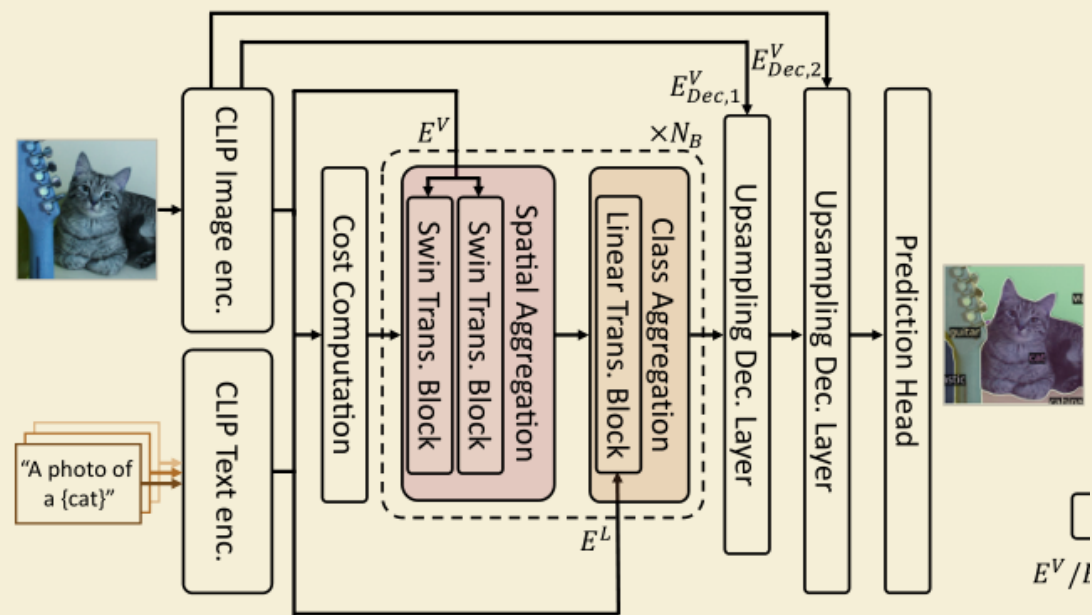 CLIP Image enc.
CLIP Text enc.
"A photo of
a {cat}"
Cost Computation
E^V
Swin Trans. Block
Swin Trans. Block
Spatial Aggregation
Linear Trans. Block
Class Aggregation
×N_B
E^L
E^V_{Dec,1}
E^V_{Dec,2}
Upsampling Dec. Layer
Upsampling Dec. Layer
Prediction Head
guitar
cat
E^V/